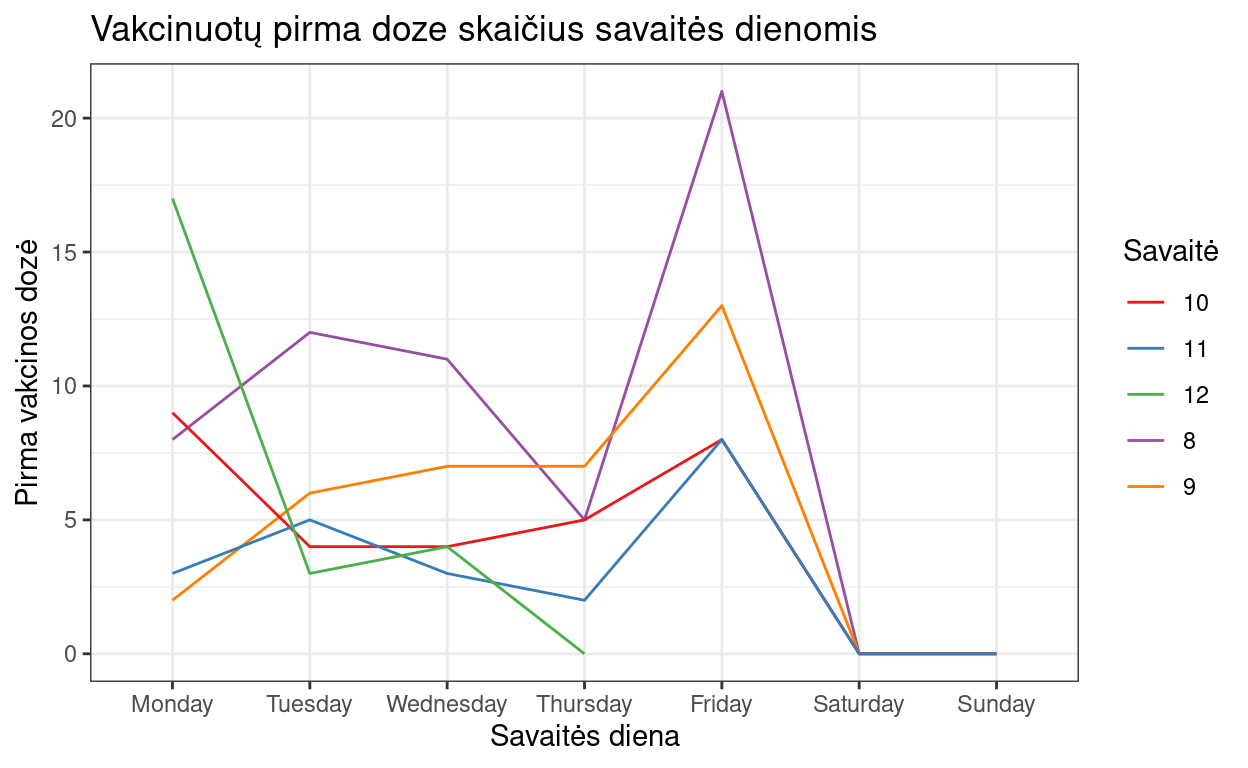 Vakcinuotų pirma doze skaičius savaitės dienomis
Pirma vakcinos dozė
20
15
10
5
0
Monday
Tuesday
Wednesday
Thursday
Friday
Saturday
Sunday
Savaitės diena
Savaitė
10
11
12
8
9